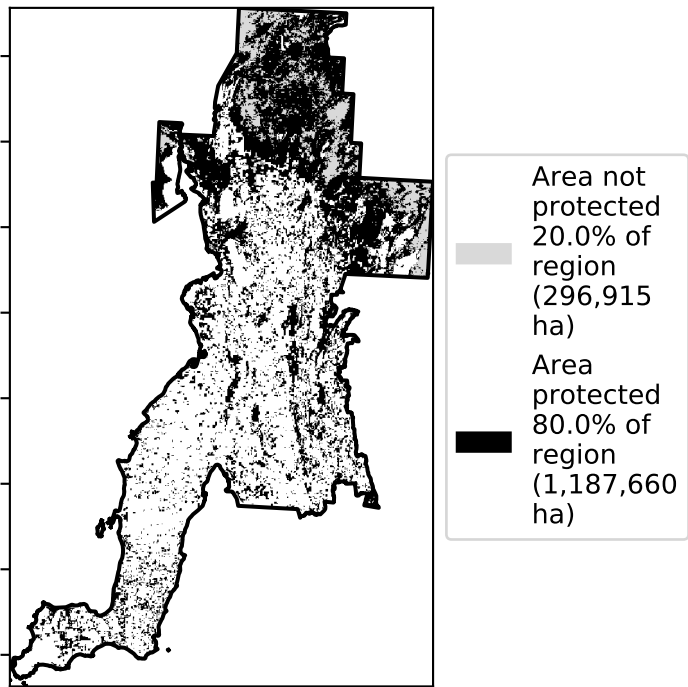 Area not
protected
20.0% of
region
(296,915
ha)
Area
protected
80.0% of
region
(1,187,660
ha)